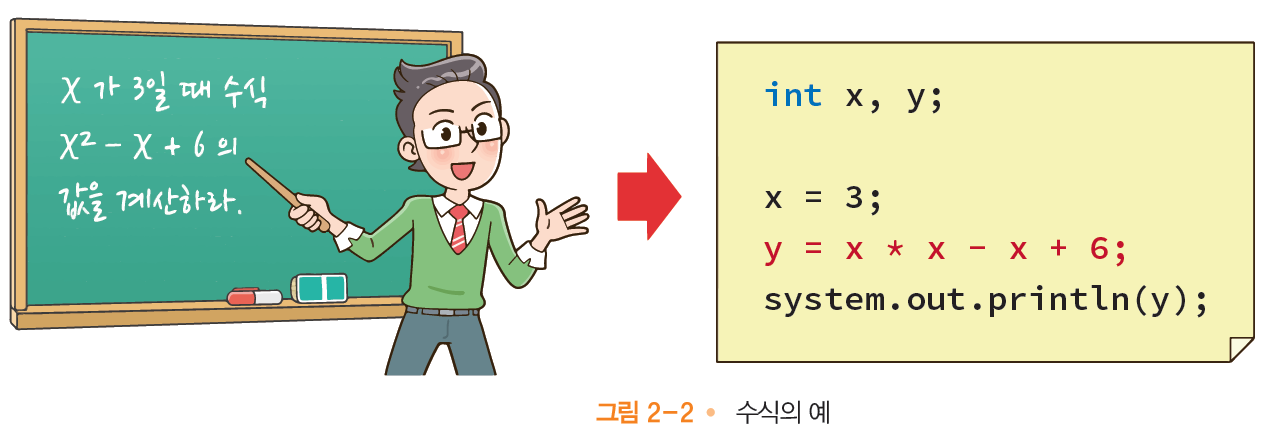 x가 3일 때 수식
x² - x + 6 의
값을 계산하라.
int x, y;
x = 3;
y = x * x - x + 6;
system.out.println(y);
그림 2-2 • 수식의 예